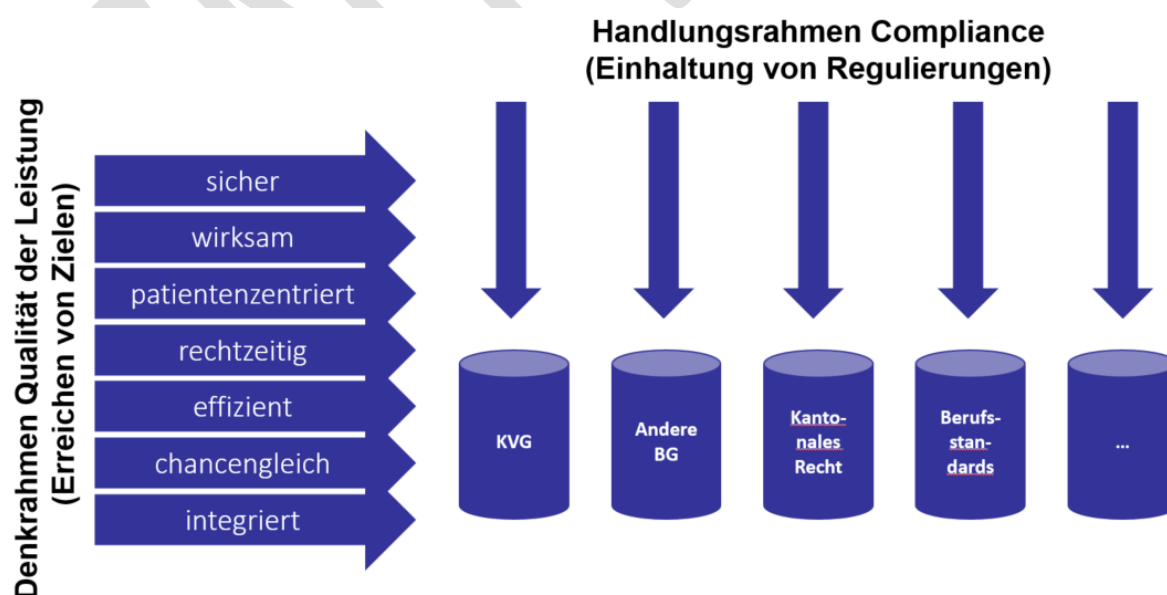 Handlungsrahmen Compliance
(Einhaltung von Regulierungen)
Denkrahmen Qualität der Leistung
(Erreichen von Zielen)
sicher
wirksam
patientenzentriert
rechtzeitig
effizient
chancengleich
integriert
KVG
Andere
BG
Kanto-
nales
Recht
Berufs-
stan-
dards
...